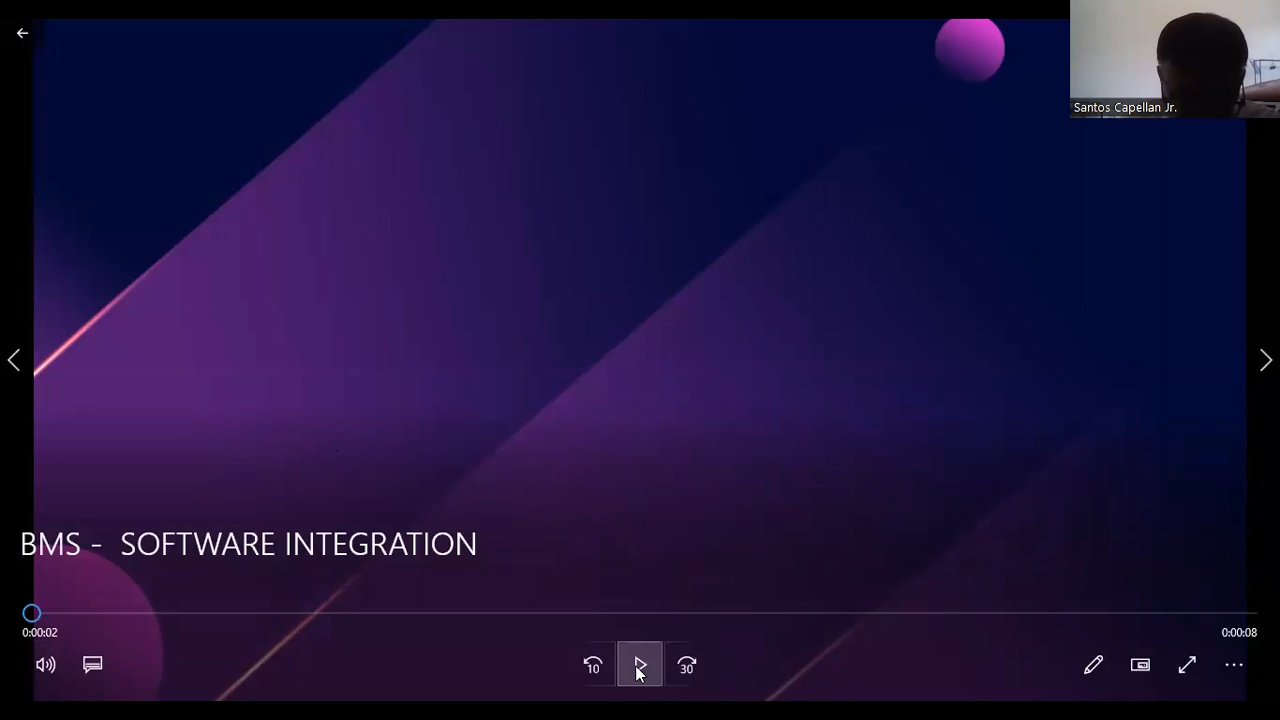 Santos Capellan Jr.
BMS - SOFTWARE INTEGRATION
0:00:02
0:00:08
10
30